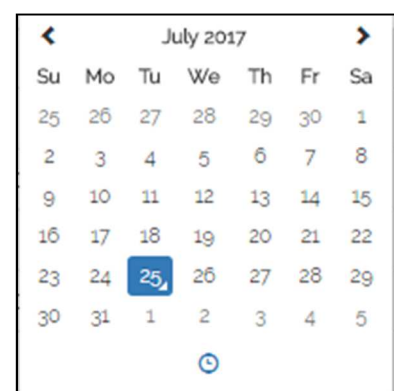 July 2017
Su Mo Tu We Th Fr Sa
25 26 27 28 29 30 1
2 3 4 5 6 7 8
9 10 11 12 13 14 15
16 17 18 19 20 21 22
23 24 25 26 27 28 29
30 31 1 2 3 4 5